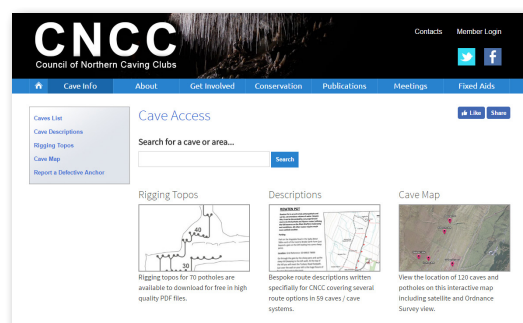 CNCC
Council of Northern Caving Clubs
Contacts Member Login
Cave Info About Get Involved Conservation Publications Meetings Fixed Aids
Caves List
Cave Descriptions
Rigging Topos
Cave Map
Report a Defective Anchor
Cave Access
Like Share
Search for a cave or area...
Search
Rigging Topos
40
Rigging topos for 70 potholes are
available to download for free in high
quality PDF files.
Descriptions
Bespoke route descriptions written
specifially for CNCC covering several
route options in 59 caves / cave
systems.
Cave Map
View the location of 120 caves and
potholes on this interactive map
including satellite and Ordnance
Survey view.